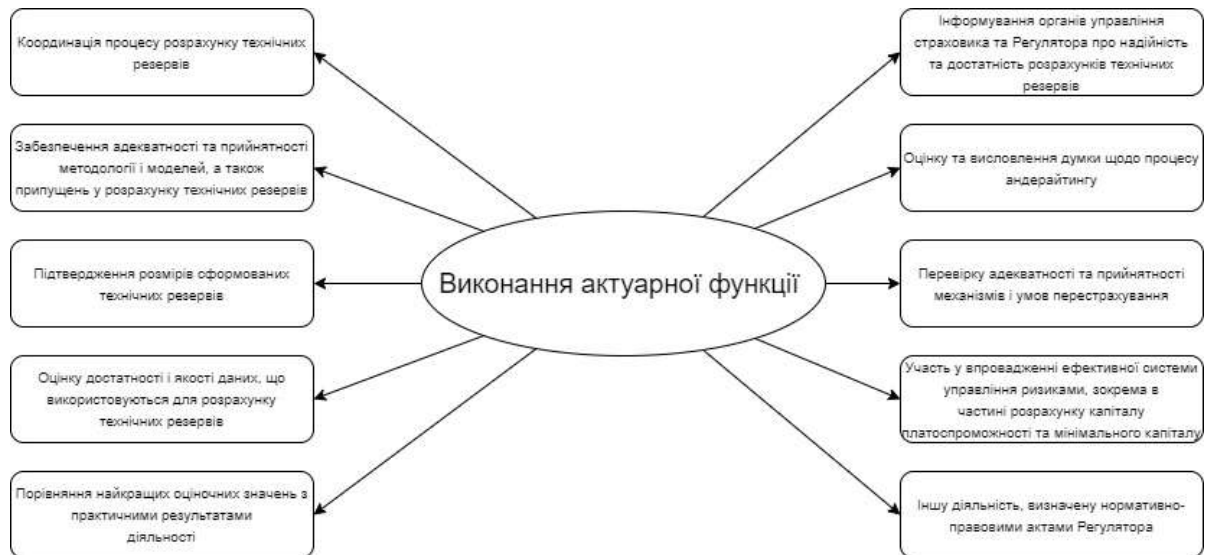 Координація процесу розрахунку технічних
резервів
Забезпечення адекватності та прийнятності
методології і моделей, а також
припущень у розрахунку технічних резервів
Підтвердження розмірів сформованих
технічних резервів
Оцінку достатності і якості даних, що
використовуються для розрахунку
технічних резервів
Порівняння найкращих оціночних значень з
практичними результатами
діяльності
Виконання актуарної функції
Інформування органів управління
страховика та Регулятора про надійність
та достатність розрахунків технічних
резервів
Оцінку та висловлення думки щодо процесу
андерайтингу
Перевірку адекватності та прийнятності
механізмів і умов перестрахування
Участь у впровадженні ефективної системи
управління ризиками, зокрема в
частині розрахунку капіталу
платоспроможності та мінімального капіталу
Іншу діяльність, визначену нормативно-
правовими актами Регулятора